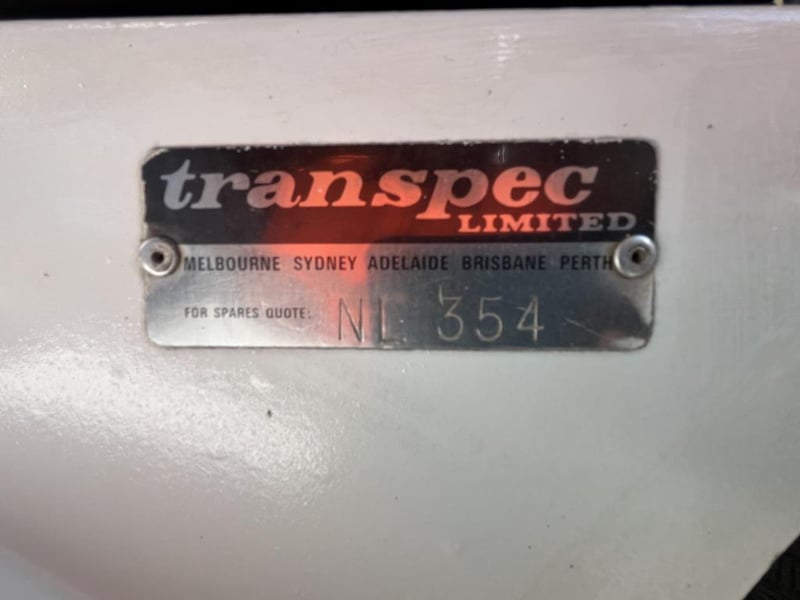 transpec
LIMITED
MELBOURNE SYDNEY ADELAIDE BRISBANE PERTH
FOR SPARES QUOTE: NL 354